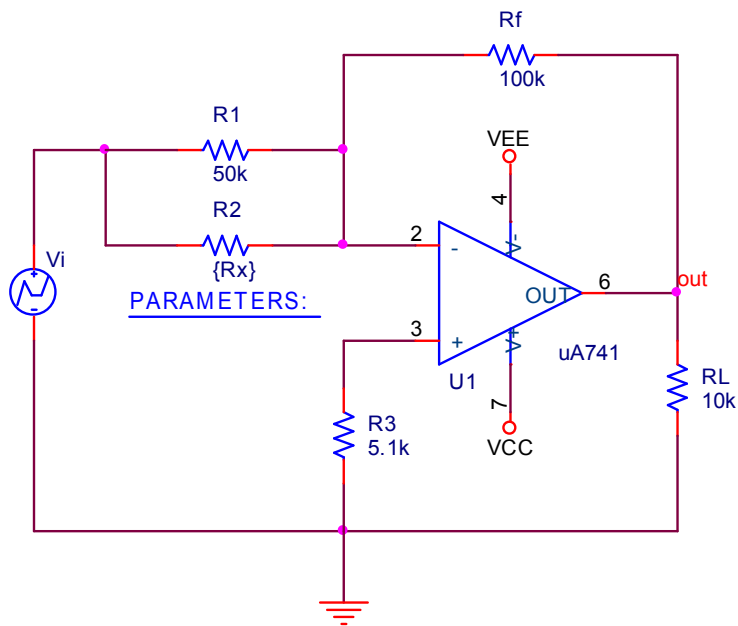 Rf
100k
R1
50k
VEE
4
R2
{Rx}
2
-
V-
Vi
+
-
PARAMETERS:
OUT
6
out
3
+
V+
uA741
U1
7
VCC
R3
5.1k
RL
10k